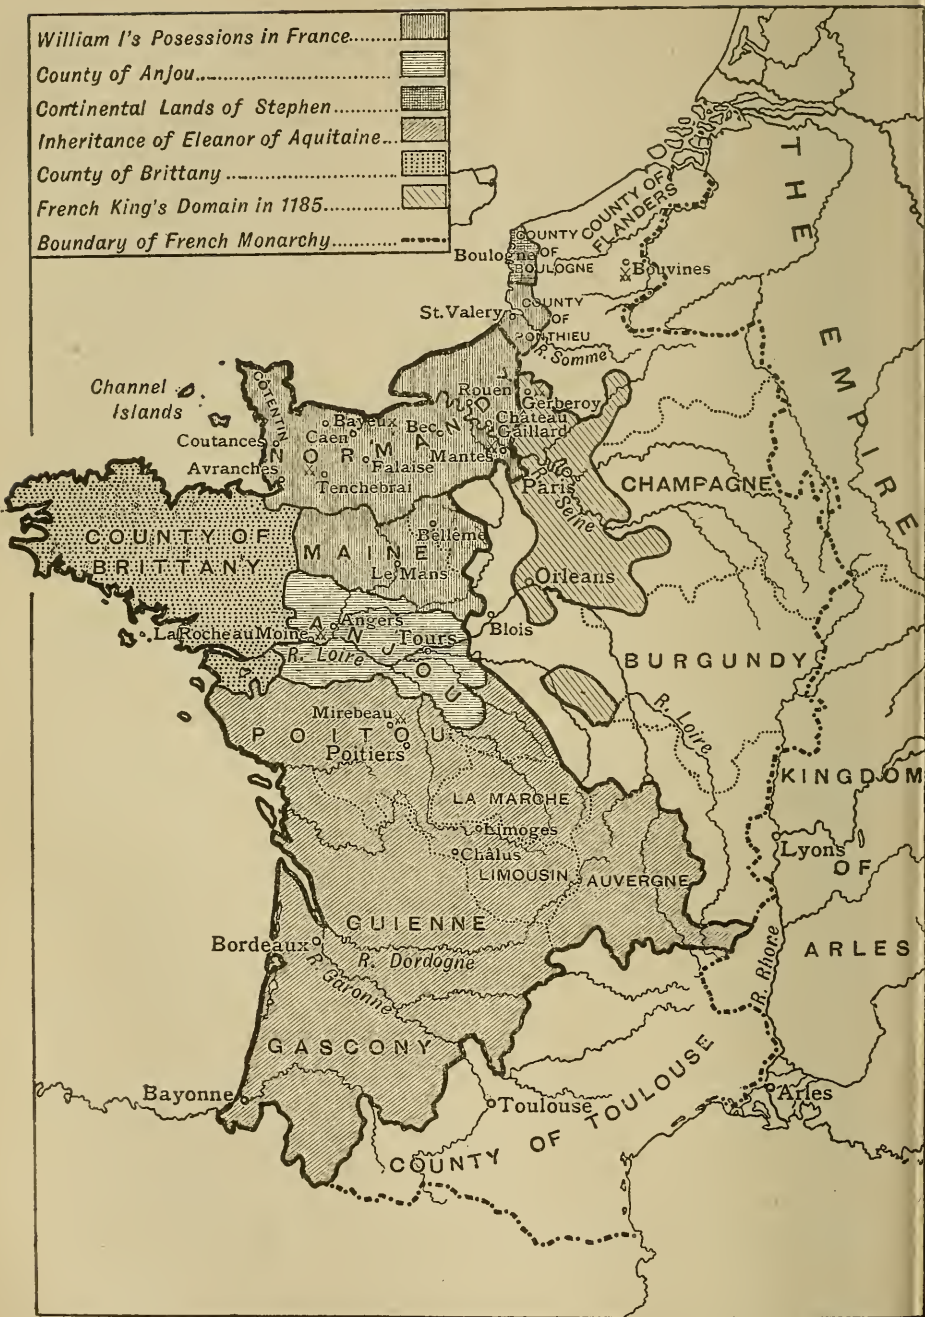 William I's Posessions in France........
County of Anjou..............................
Continental Lands of Stephen...........
Inheritance of Eleanor of Aquitaine...
County of Brittany........................
French King's Domain in 1185............
Boundary of French Monarchy............
THE EMPIRE
COUNTY OF
FLANDERS
COUNTY
OF
BOULOGNE
Boulogne
Bouvines
St. Valery
COUNTY
OF
PONTHIEU
R. Somme
Channel
Islands
COTENTIN
Rouen
Gerberoy
Château
Gaillard
Bayeux
Caen
Bec
Coutances
NORMANDY
Mantes
Avranches
Falaise
Tenchebrai
Paris
R. Seine
CHAMPAGNE
COUNTY OF
BRITTANY
MAINE
Bellême
Le Mans
Orleans
Blois
La Roche au Moine
Angers
ANJOU
Tours
R. Loire
BURGUNDY
R. Loire
Mirebeau
POITOU
Poitiers
KINGDOM
OF
ARLES
LA MARCHE
Limoges
Châlus
LIMOUSIN
AUVERGNE
Lyons
GUIENNE
Bordeaux
R. Dordogne
R. Garonne
R. Rhone
GASCONY
Bayonne
Toulouse
Arles
COUNTY OF TOULOUSE